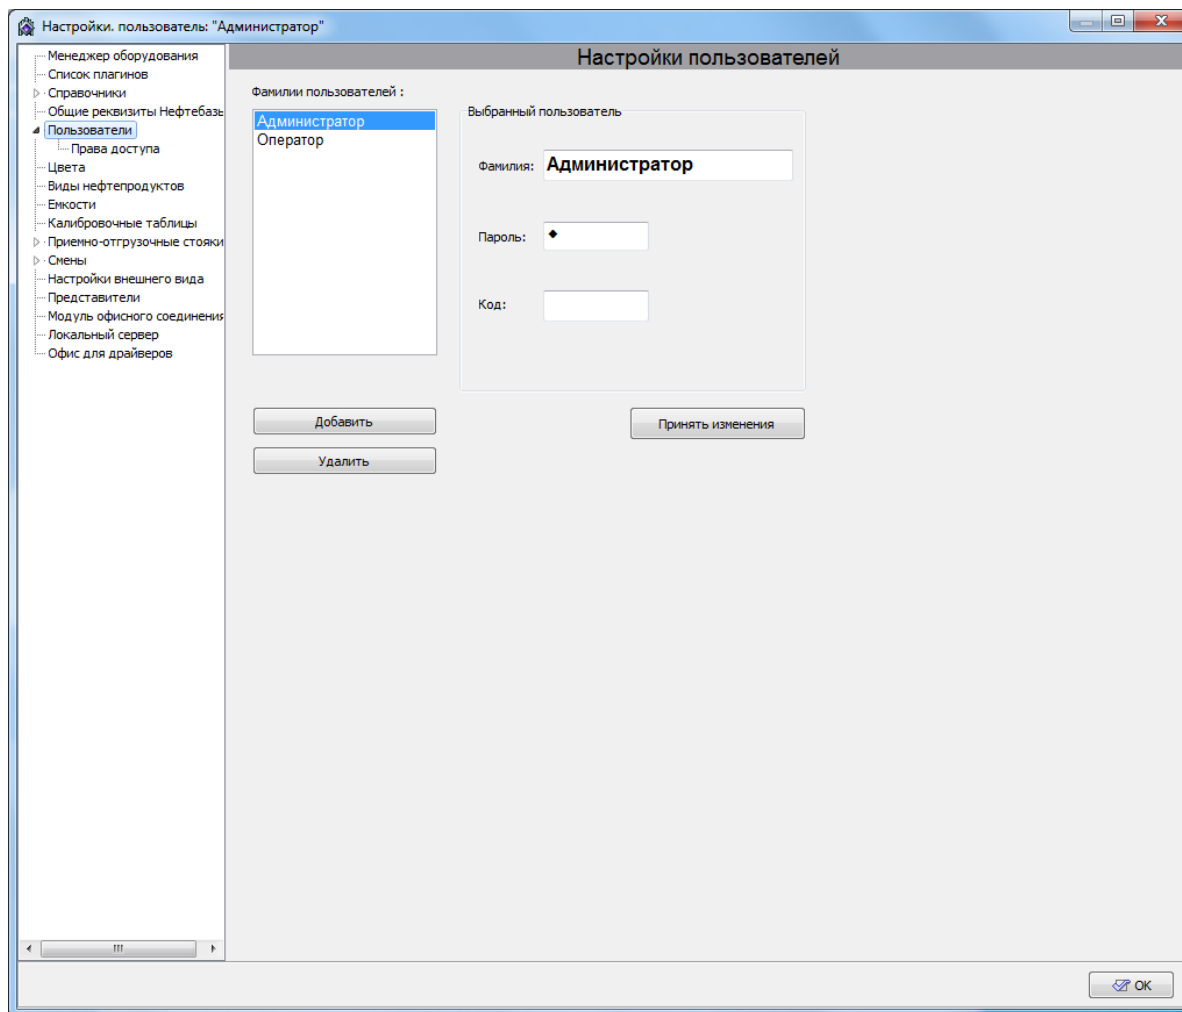 Настройки. пользователь: "Администратор"
Менеджер оборудования
Список плагинов
Справочники
Общие реквизиты Нефтебазы
Пользователи
Права доступа
Цвета
Виды нефтепродуктов
Емкости
Калибровочные таблицы
Приемно-отгрузочные стояки
Смены
Настройки внешнего вида
Представители
Модуль офисного соединения
Локальный сервер
Офис для драйверов
Настройки пользователей
Фамилии пользователей :
Администратор
Оператор
Выбранный пользователь
Фамилия: Администратор
Пароль:
Код:
Добавить
Удалить
Принять изменения
OK